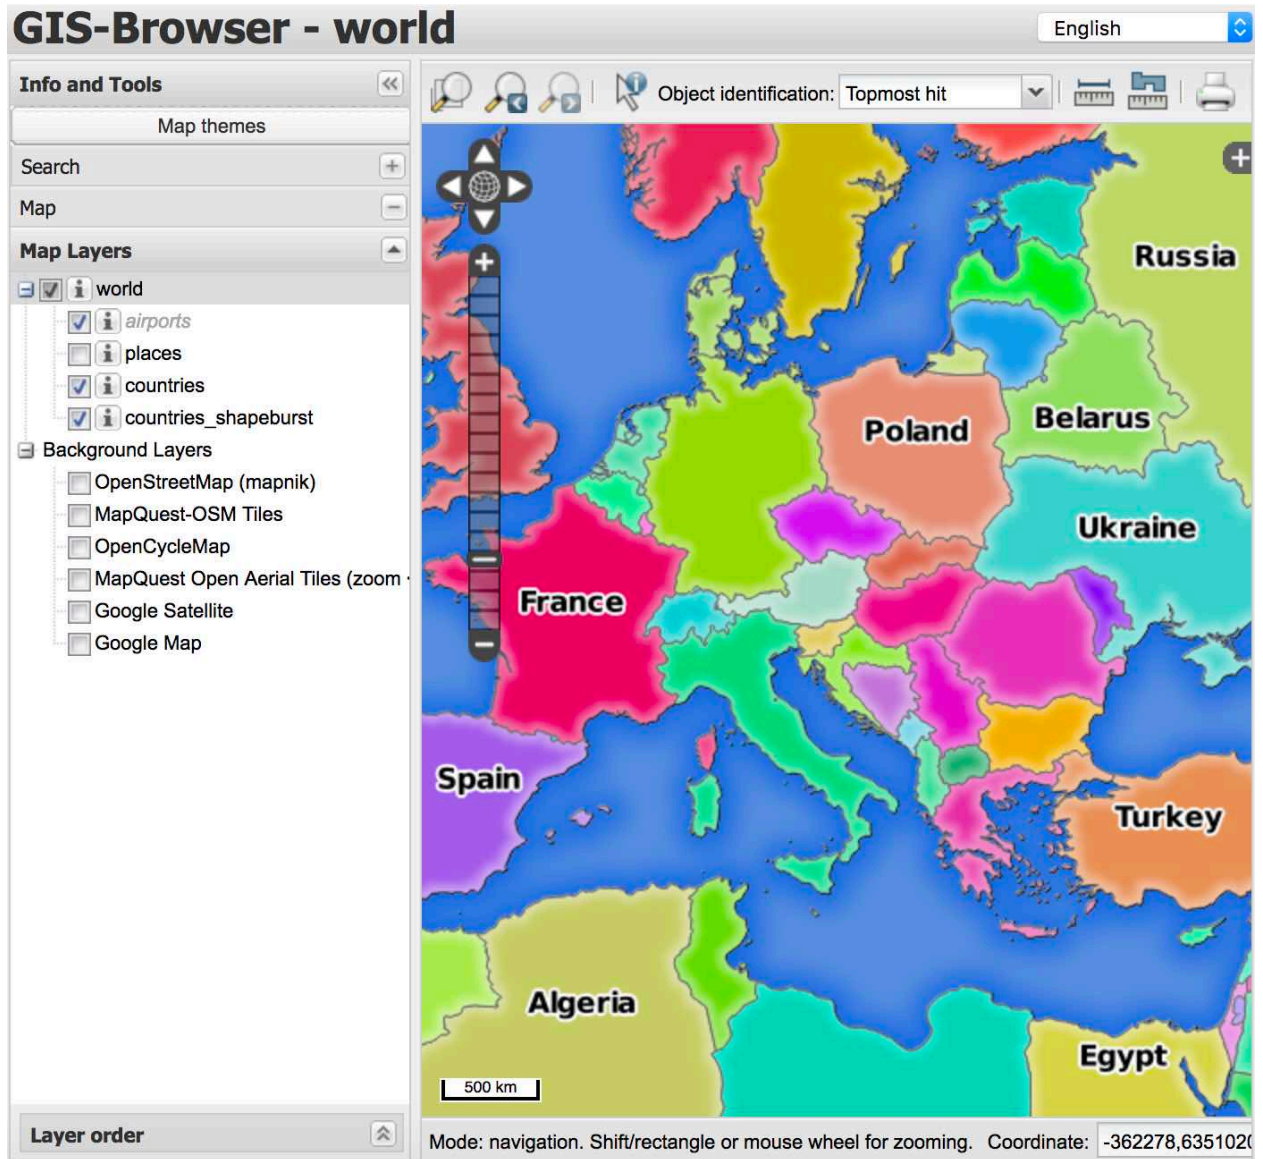 GIS-Browser - world
English
Info and Tools
Map themes
Search
Map
Map Layers
world
airports
places
countries
countries_shapeburst
Background Layers
OpenStreetMap (mapnik)
MapQuest-OSM Tiles
OpenCycleMap
MapQuest Open Aerial Tiles (zoom
Google Satellite
Google Map
Layer order
Object identification: Topmost hit
Russia
Poland
Belarus
Ukraine
France
Spain
Turkey
Algeria
Egypt
500 km
Mode: navigation. Shift/rectangle or mouse wheel for zooming. Coordinate: -362278,6351020